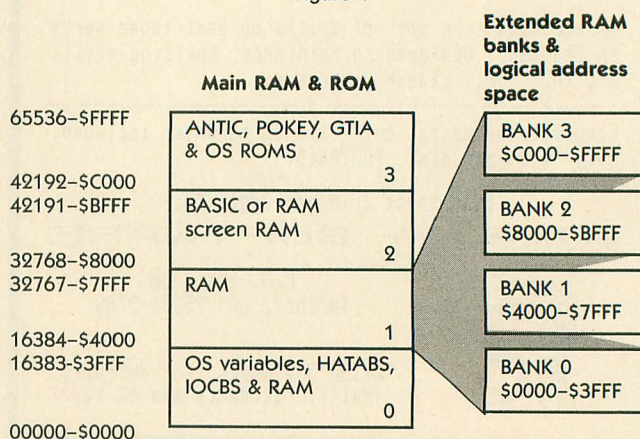 Extended RAM
banks &
logical address
space
Main RAM & ROM
65536–$FFFF
ANTIC, POKEY, GTIA
& OS ROMS
3
42192–$C000
42191–$BFFF
BASIC or RAM
screen RAM
2
32768–$8000
32767–$7FFF
RAM
1
16384–$4000
16383-$3FFF
OS variables, HATABS,
IOCBS & RAM
0
00000–$0000
BANK 3
$C000–$FFFF
BANK 2
$8000–$BFFF
BANK 1
$4000–$7FFF
BANK 0
$0000–$3FFF